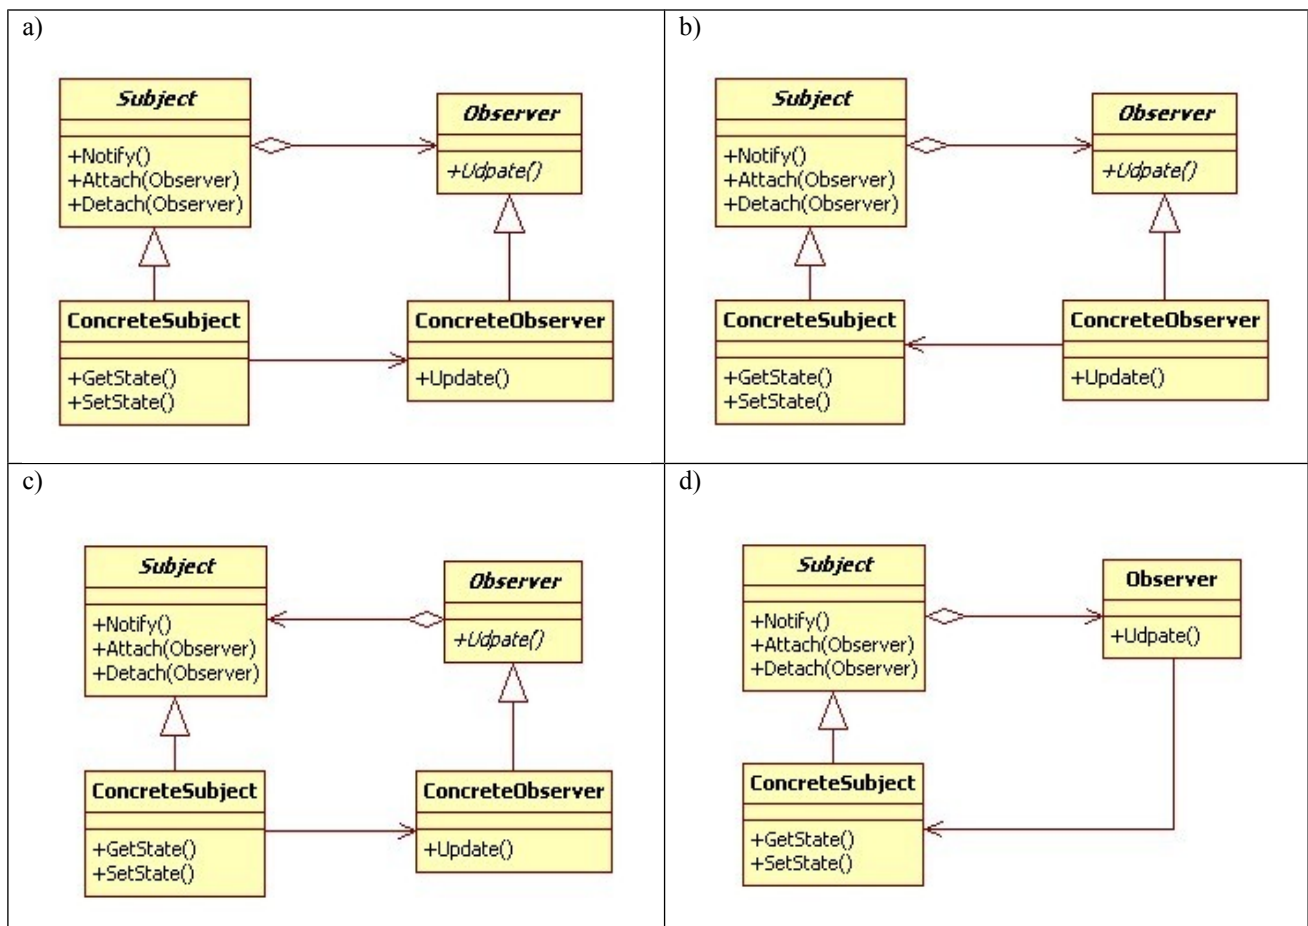 a)
Subject
+Notify()
+Attach(Observer)
+Detach(Observer)
Observer
+Udpate()
ConcreteSubject
+GetState()
+SetState()
ConcreteObserver
+Update()
b)
Subject
+Notify()
+Attach(Observer)
+Detach(Observer)
Observer
+Udpate()
ConcreteSubject
+GetState()
+SetState()
ConcreteObserver
+Update()
c)
Subject
+Notify()
+Attach(Observer)
+Detach(Observer)
Observer
+Udpate()
ConcreteSubject
+GetState()
+SetState()
ConcreteObserver
+Update()
d)
Subject
+Notify()
+Attach(Observer)
+Detach(Observer)
Observer
+Udpate()
ConcreteSubject
+GetState()
+SetState()